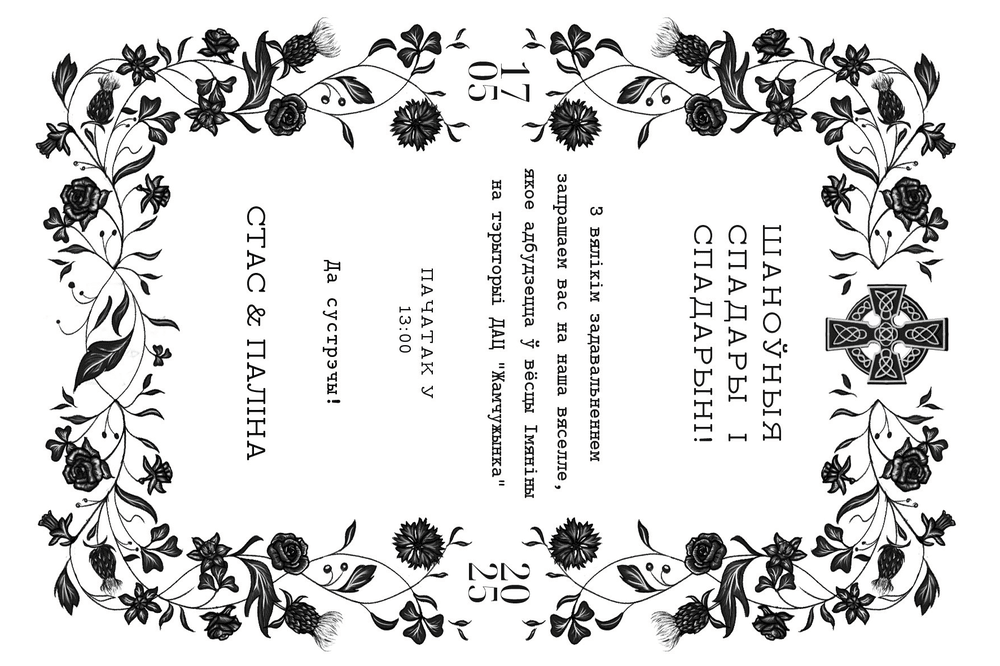 ШАНОЎНЫЯ
СПАДАРЫ І
СПАДАРЫНІ!
З вялікім задавальненнем
запрашаем вас на наша вяселле,
17
05
20
25
якое адбудзецца ў вёсцы Імяніны
на тэрыторыі ДАЦ "Жамчужынка"
ПАЧАТАК У
13:00
Да сустрэчы!
СТАС & ПАЛІНА